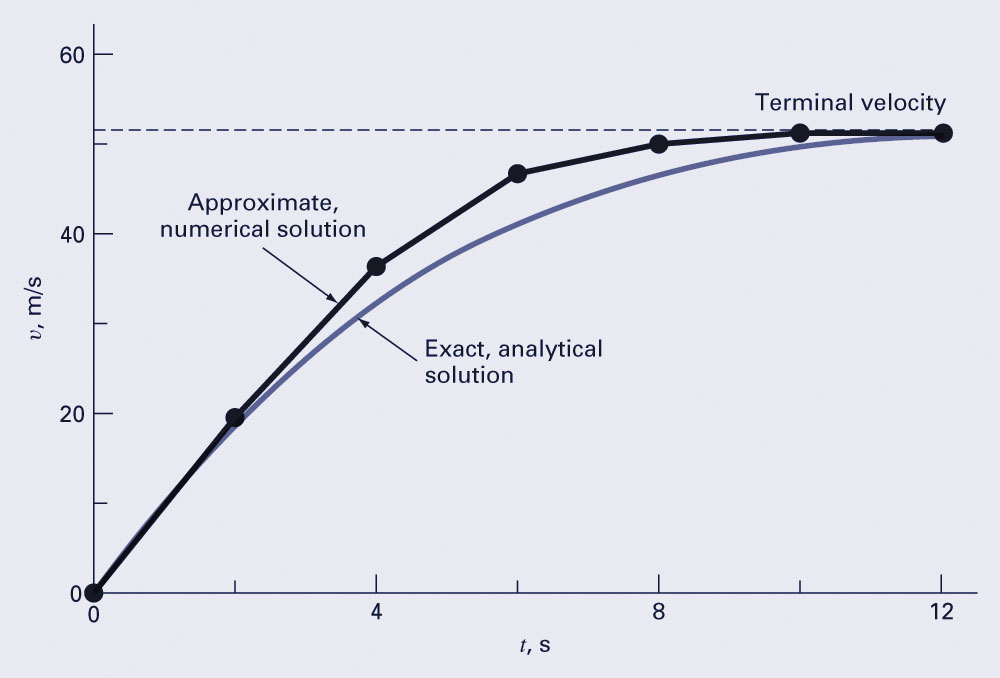 60
Terminal velocity
Approximate,
numerical solution
40
v, m/s
Exact, analytical
solution
20
0
0
4
8
12
t, s